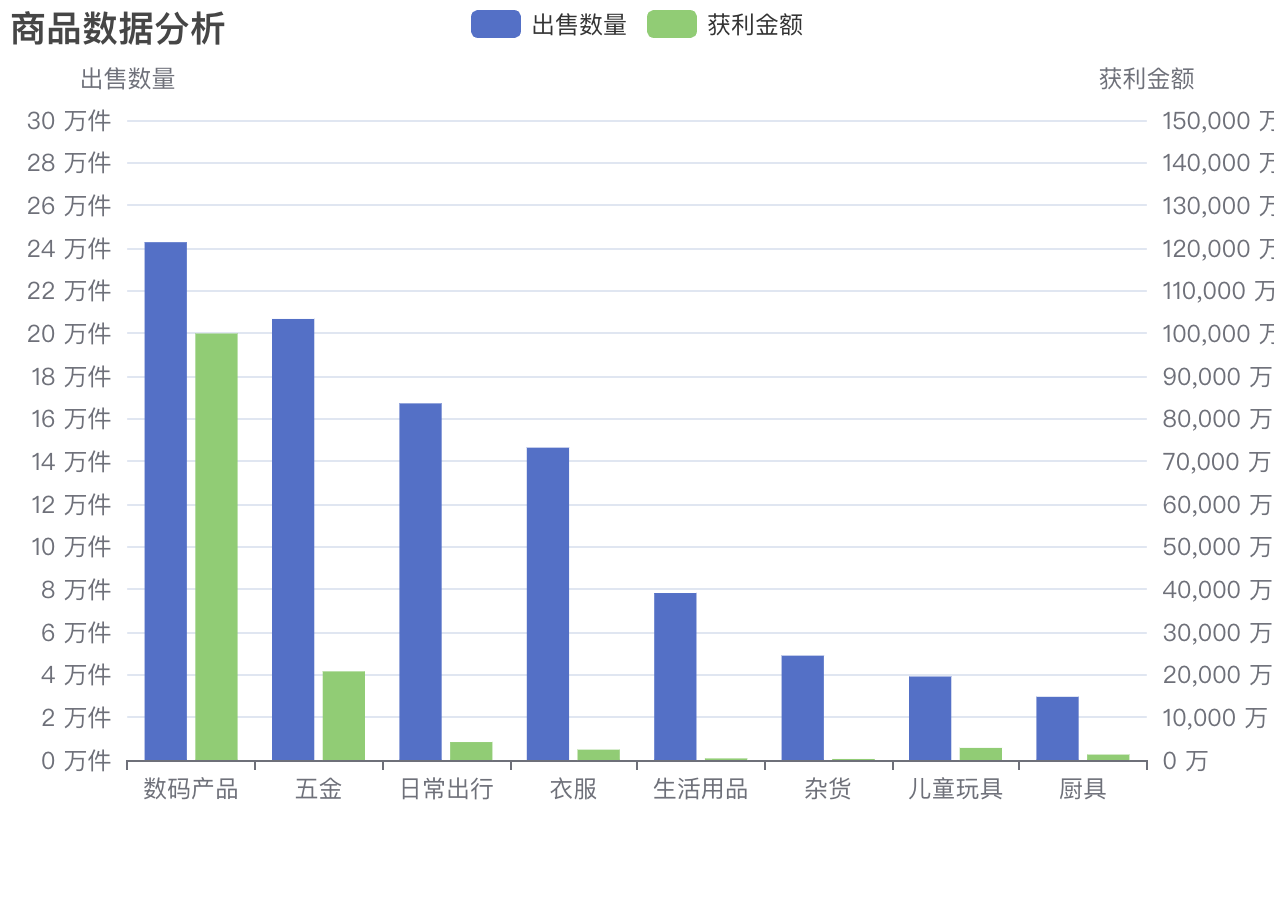 商品数据分析
出售数量 获利金额
出售数量 获利金额
30 万件 150,000 万
28 万件 140,000 万
26 万件 130,000 万
24 万件 120,000 万
22 万件 110,000 万
20 万件 100,000 万
18 万件 90,000 万
16 万件 80,000 万
14 万件 70,000 万
12 万件 60,000 万
10 万件 50,000 万
8 万件 40,000 万
6 万件 30,000 万
4 万件 20,000 万
2 万件 10,000 万
0 万件 0 万
数码产品 五金 日常出行 衣服 生活用品 杂货 儿童玩具 厨具